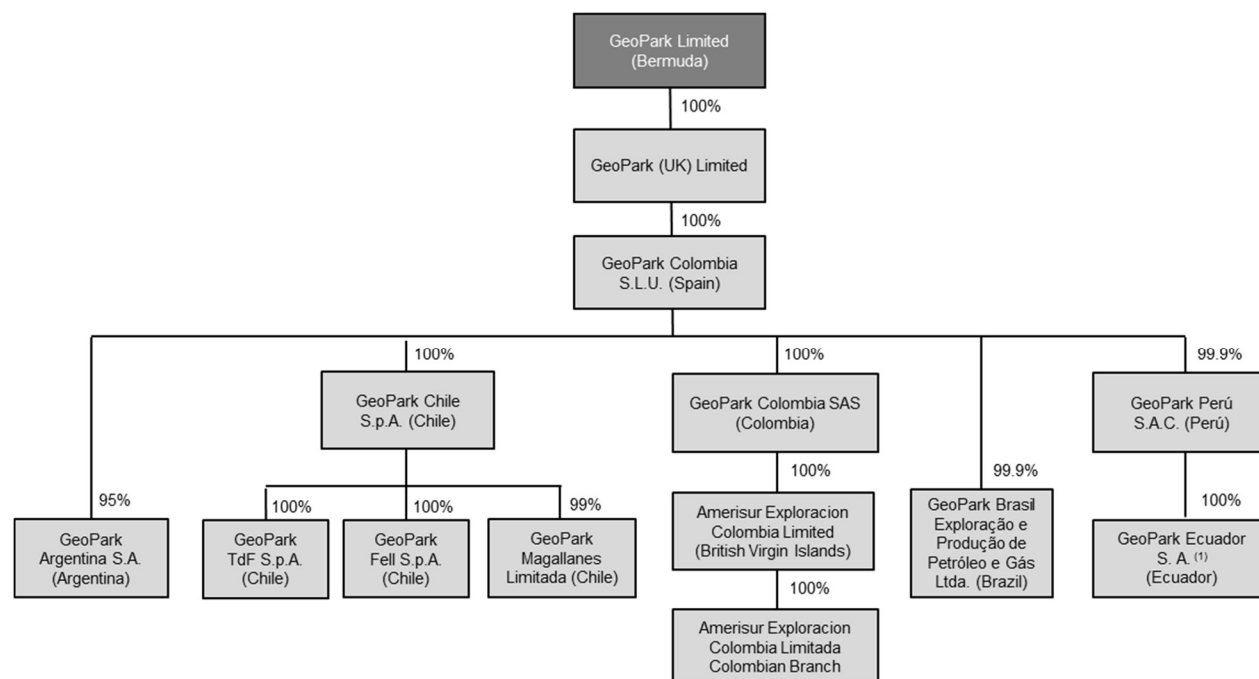 GeoPark Limited
(Bermuda)
100%
GeoPark (UK) Limited
100%
GeoPark Colombia
S.L.U. (Spain)
100%
100%
99.9%
GeoPark Chile
S.p.A. (Chile)
GeoPark Colombia SAS
(Colombia)
GeoPark Perú
S.A.C. (Perú)
95%
100%
100%
99%
100%
99.9%
100%
GeoPark
Argentina S.A.
(Argentina)
GeoPark
TdF S.p.A.
(Chile)
GeoPark
Fell S.p.A.
(Chile)
GeoPark
Magallanes
Limitada (Chile)
Amerisur Exploracion
Colombia Limited
(British Virgin Islands)
GeoPark Brasil
Exploração e
Produção de
Petróleo e Gás
Ltda. (Brazil)
GeoPark Ecuador
S. A. (1)
(Ecuador)
100%
Amerisur Exploracion
Colombia Limitada
Colombian Branch